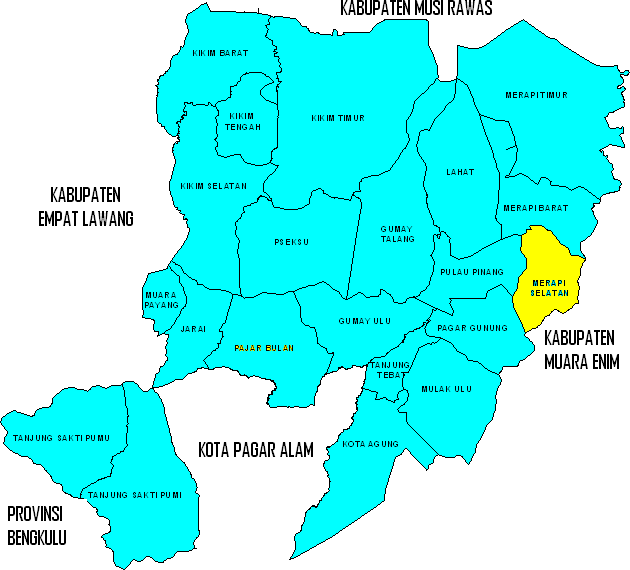 KABUPATEN MUSI RAWAS
KIKIM BARAT
MERAPI TIMUR
KIKIM
TENGAH
KIKIM TIMUR
LAHAT
KIKIM SELATAN
KABUPATEN
EMPAT LAWANG
MERAPI BARAT
GUMAY
TALANG
PSEKSU
PULAU PINANG
MERAPI
SELATAN
MUARA
PAYANG
JARAI
GUMAY ULU
PAGAR GUNUNG
KABUPATEN
MUARA ENIM
PAJAR BULAN
TANJUNG
TEBAT
MULAK ULU
TANJUNG SAKTI PUMU
KOTA PAGAR ALAM
KOTA AGUNG
TANJUNG SAKTI PUMI
PROVINSI
BENGKULU